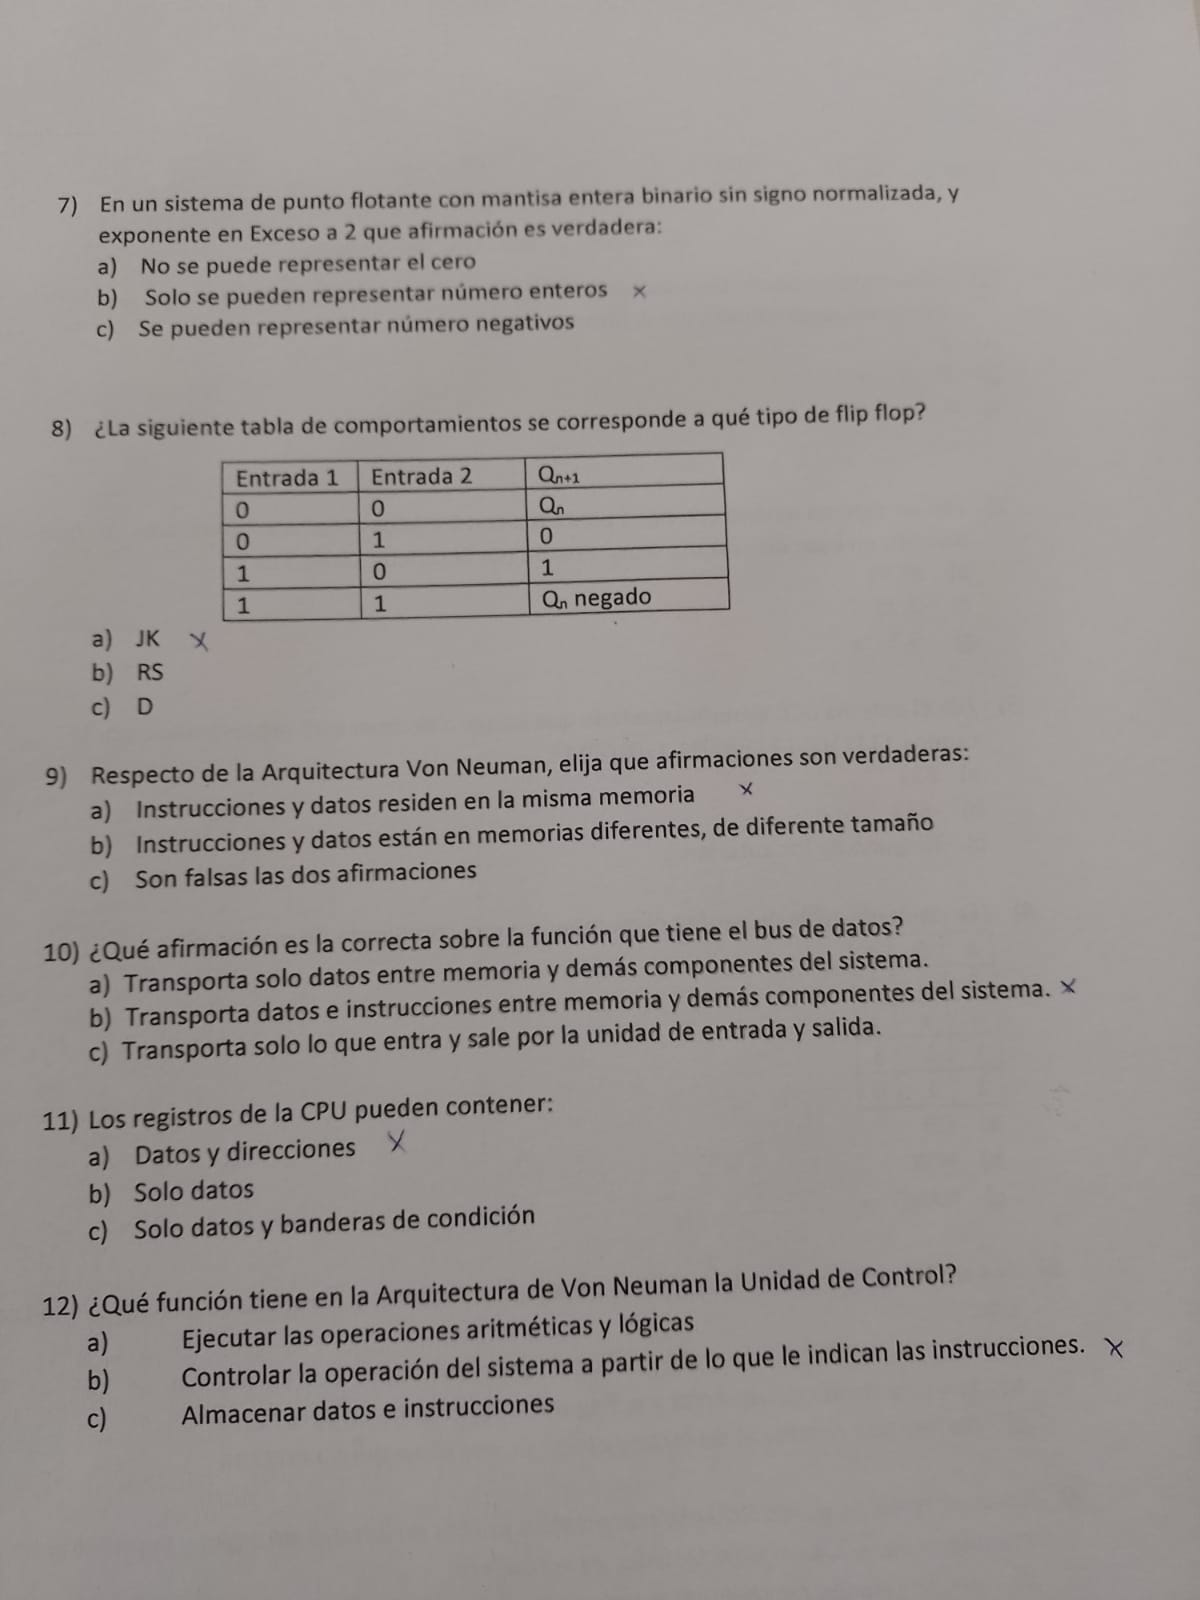 7) En un sistema de punto flotante con mantisa entera binario sin signo normalizada, y
exponente en Exceso a 2 que afirmación es verdadera:
a) No se puede representar el cero
b) Solo se pueden representar número enteros x
c) Se pueden representar número negativos
8) ¿La siguiente tabla de comportamientos se corresponde a qué tipo de flip flop?
Entrada 1 Entrada 2 Qn+1
0 0 Qn
0 1 0
1 0 1
1 1 Qn negado
a) JK X
b) RS
c) D
9) Respecto de la Arquitectura Von Neuman, elija que afirmaciones son verdaderas:
a) Instrucciones y datos residen en la misma memoria x
b) Instrucciones y datos están en memorias diferentes, de diferente tamaño
c) Son falsas las dos afirmaciones
10) ¿Qué afirmación es la correcta sobre la función que tiene el bus de datos?
a) Transporta solo datos entre memoria y demás componentes del sistema.
b) Transporta datos e instrucciones entre memoria y demás componentes del sistema. X
c) Transporta solo lo que entra y sale por la unidad de entrada y salida.
11) Los registros de la CPU pueden contener:
a) Datos y direcciones X
b) Solo datos
c) Solo datos y banderas de condición
12) ¿Qué función tiene en la Arquitectura de Von Neuman la Unidad de Control?
a) Ejecutar las operaciones aritméticas y lógicas
b) Controlar la operación del sistema a partir de lo que le indican las instrucciones. X
c) Almacenar datos e instrucciones